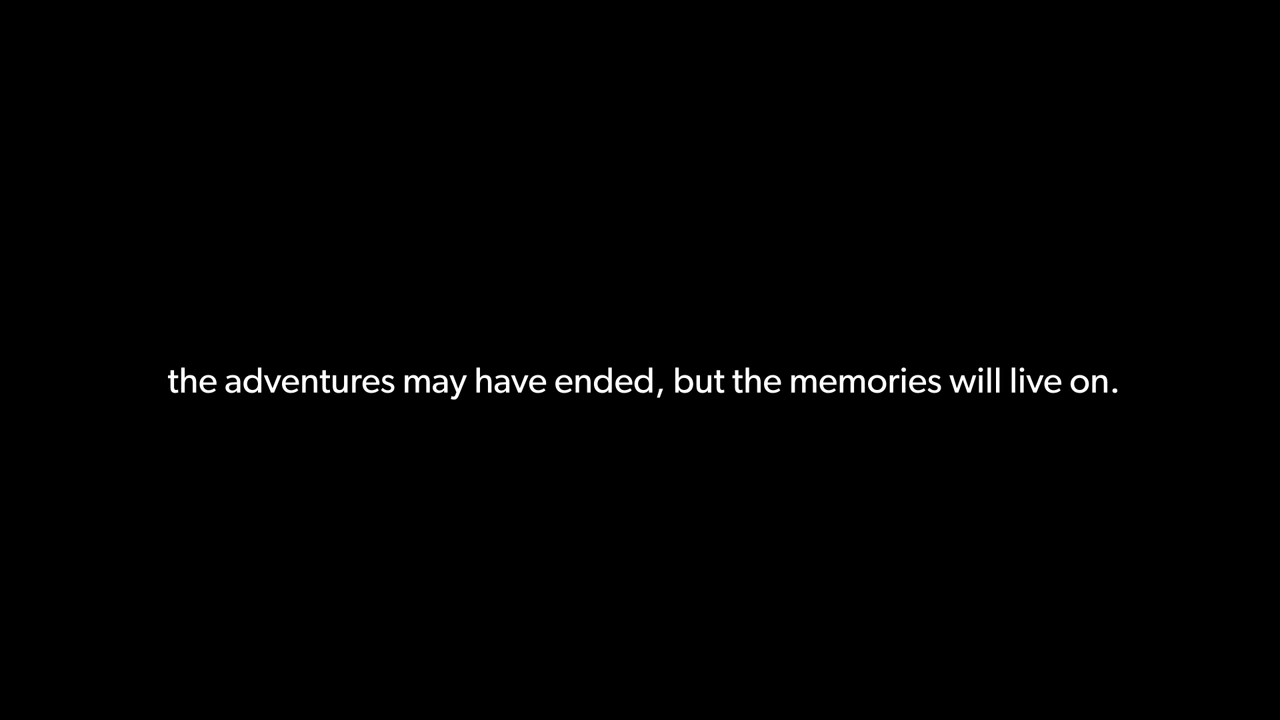 the adventures may have ended, but the memories will live on.